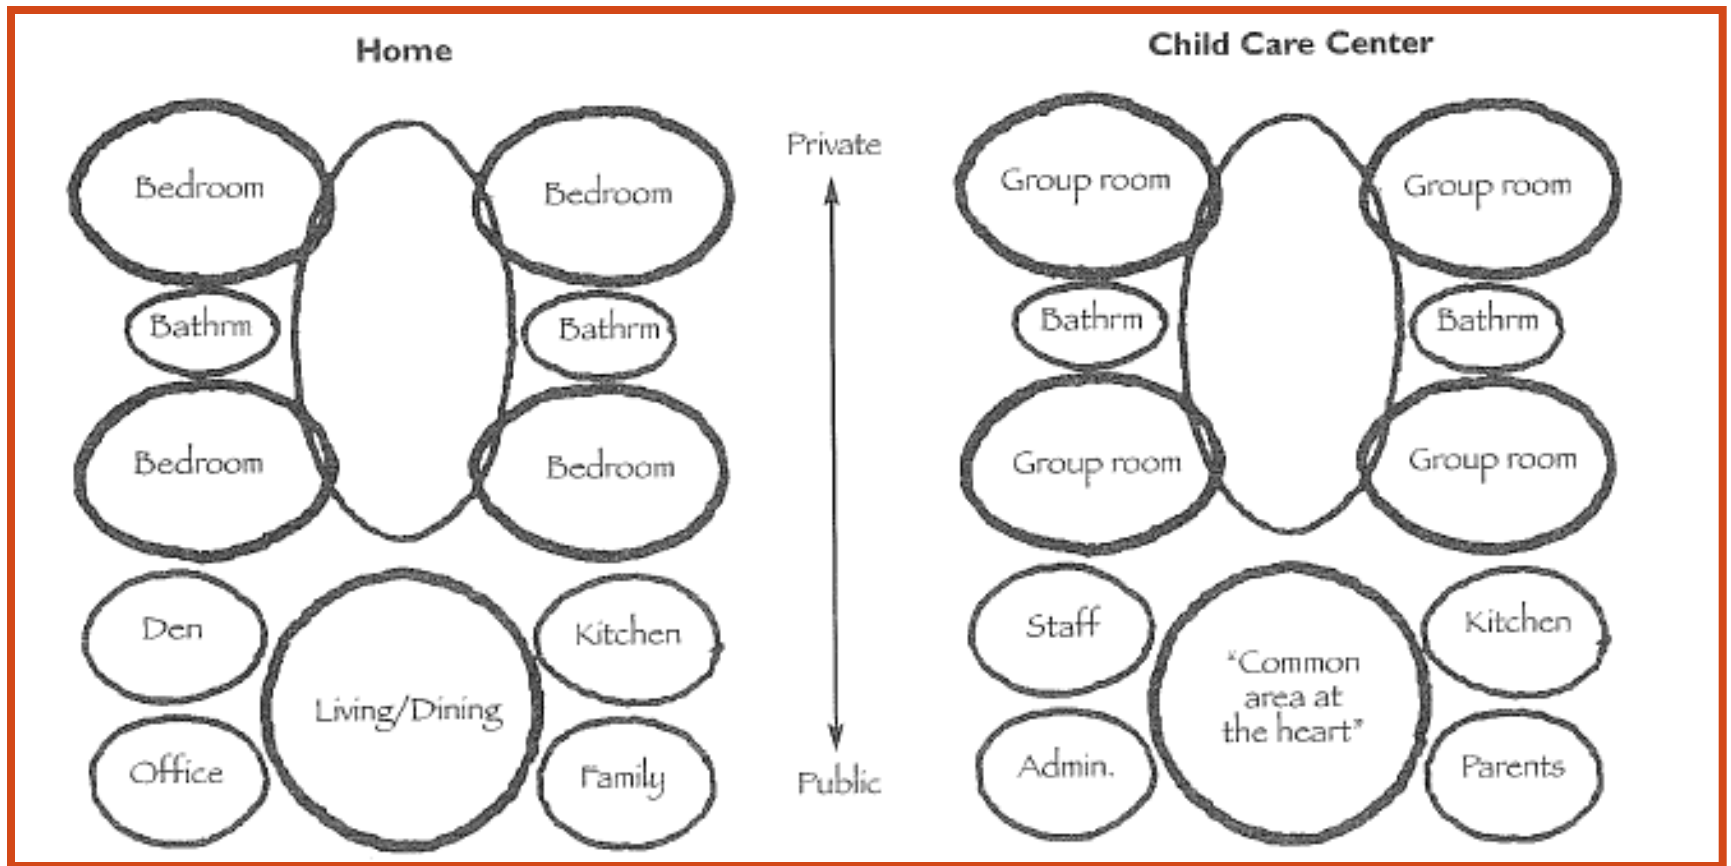 Home
Bedroom
Bedroom
Bathrm
Bathrm
Bedroom
Bedroom
Den
Kitchen
Living/Dining
Office
Family
Private
Public
Child Care Center
Group room
Group room
Bathrm
Bathrm
Group room
Group room
Staff
Kitchen
"Common
area at
the heart"
Admin.
Parents